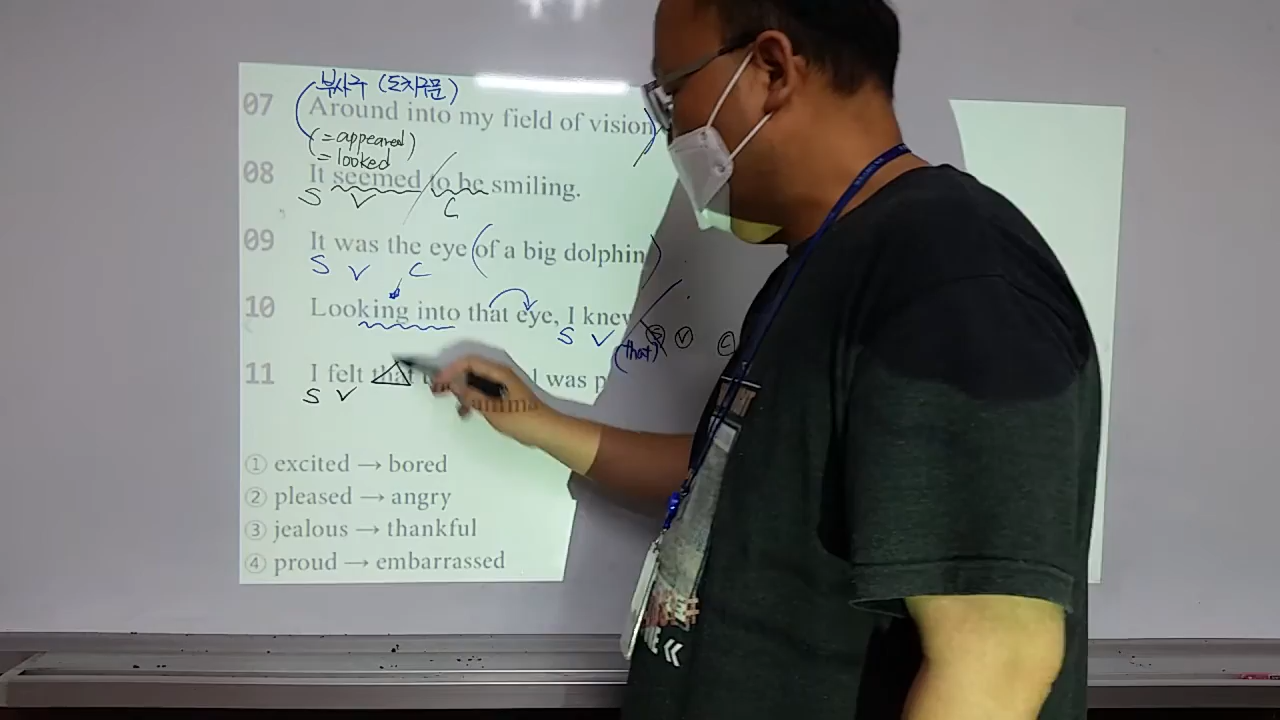 부사구 (도치구문)
07 Around into my field of vision
(= appeared)
(= looked
08 It seemed to be smiling.
S V C
09 It was the eye (of a big dolphin)
S V C
10 Looking into that eye, I knew
S V (that) S V C
11 I felt that I was
S V
① excited → bored
② pleased → angry
③ jealous → thankful
④ proud → embarrassed